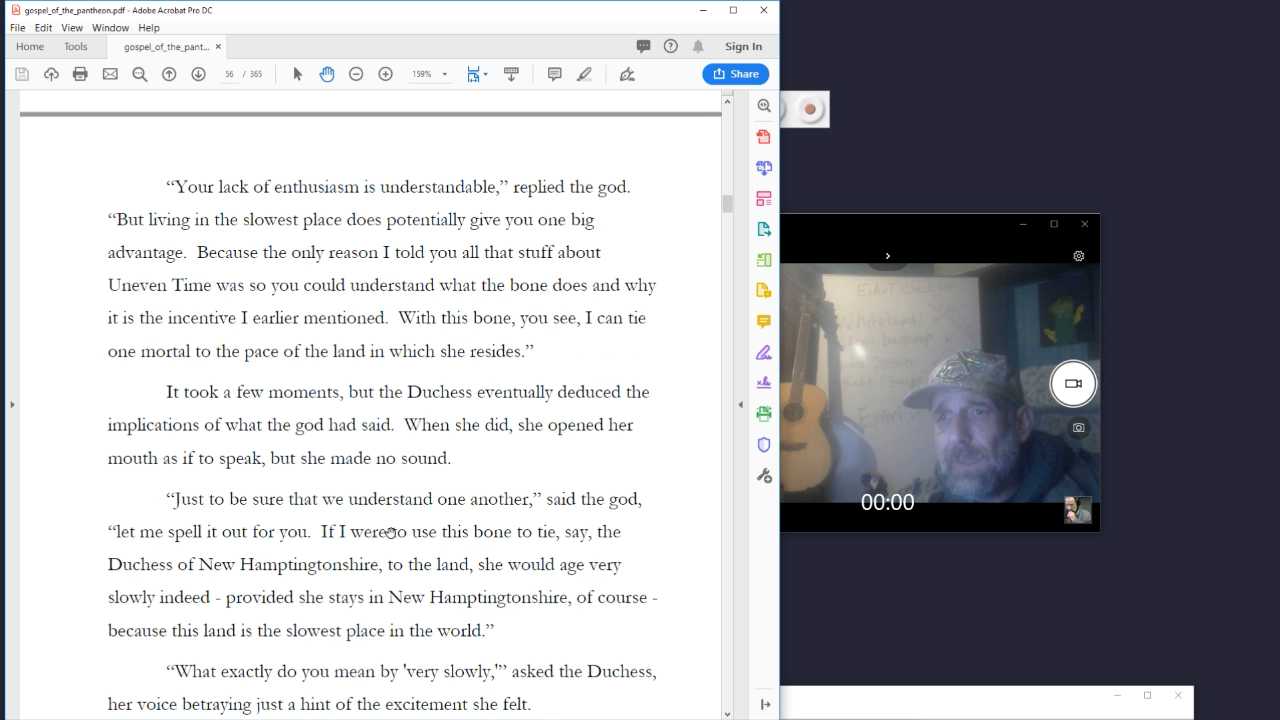 gospel_of_the_pantheon.pdf - Adobe Acrobat Pro DC
File Edit View Window Help
Home Tools gospel_of_the_pant... × Sign In
56 / 365 159% Share
“Your lack of enthusiasm is understandable,” replied the god.
“But living in the slowest place does potentially give you one big
advantage. Because the only reason I told you all that stuff about
Uneven Time was so you could understand what the bone does and why
it is the incentive I earlier mentioned. With this bone, you see, I can tie
one mortal to the pace of the land in which she resides.”
It took a few moments, but the Duchess eventually deduced the
implications of what the god had said. When she did, she opened her
mouth as if to speak, but she made no sound.
“Just to be sure that we understand one another,” said the god,
“let me spell it out for you. If I were to use this bone to tie, say, the
Duchess of New Hamptingtonshire, to the land, she would age very
slowly indeed - provided she stays in New Hamptingtonshire, of course -
because this land is the slowest place in the world.”
“What exactly do you mean by 'very slowly,'” asked the Duchess,
her voice betraying just a hint of the excitement she felt.
00:00